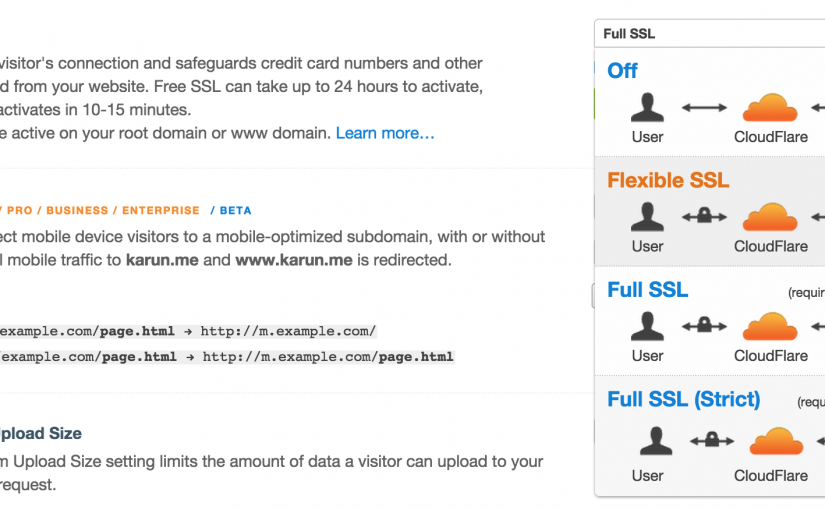 visitor's connection and safeguards credit card numbers and other
d from your website. Free SSL can take up to 24 hours to activate,
activates in 10-15 minutes.
e active on your root domain or www domain. Learn more…
/ PRO / BUSINESS / ENTERPRISE / BETA
ect mobile device visitors to a mobile-optimized subdomain, with or without
l mobile traffic to karun.me and www.karun.me is redirected.
example.com/page.html → http://m.example.com/
/example.com/page.html → http://m.example.com/page.html
pload Size
m Upload Size setting limits the amount of data a visitor can upload to your
request.
Full SSL
Off
User CloudFlare
Flexible SSL
User CloudFlare
Full SSL (requir
User CloudFlare
Full SSL (Strict) (requ
User CloudFlare